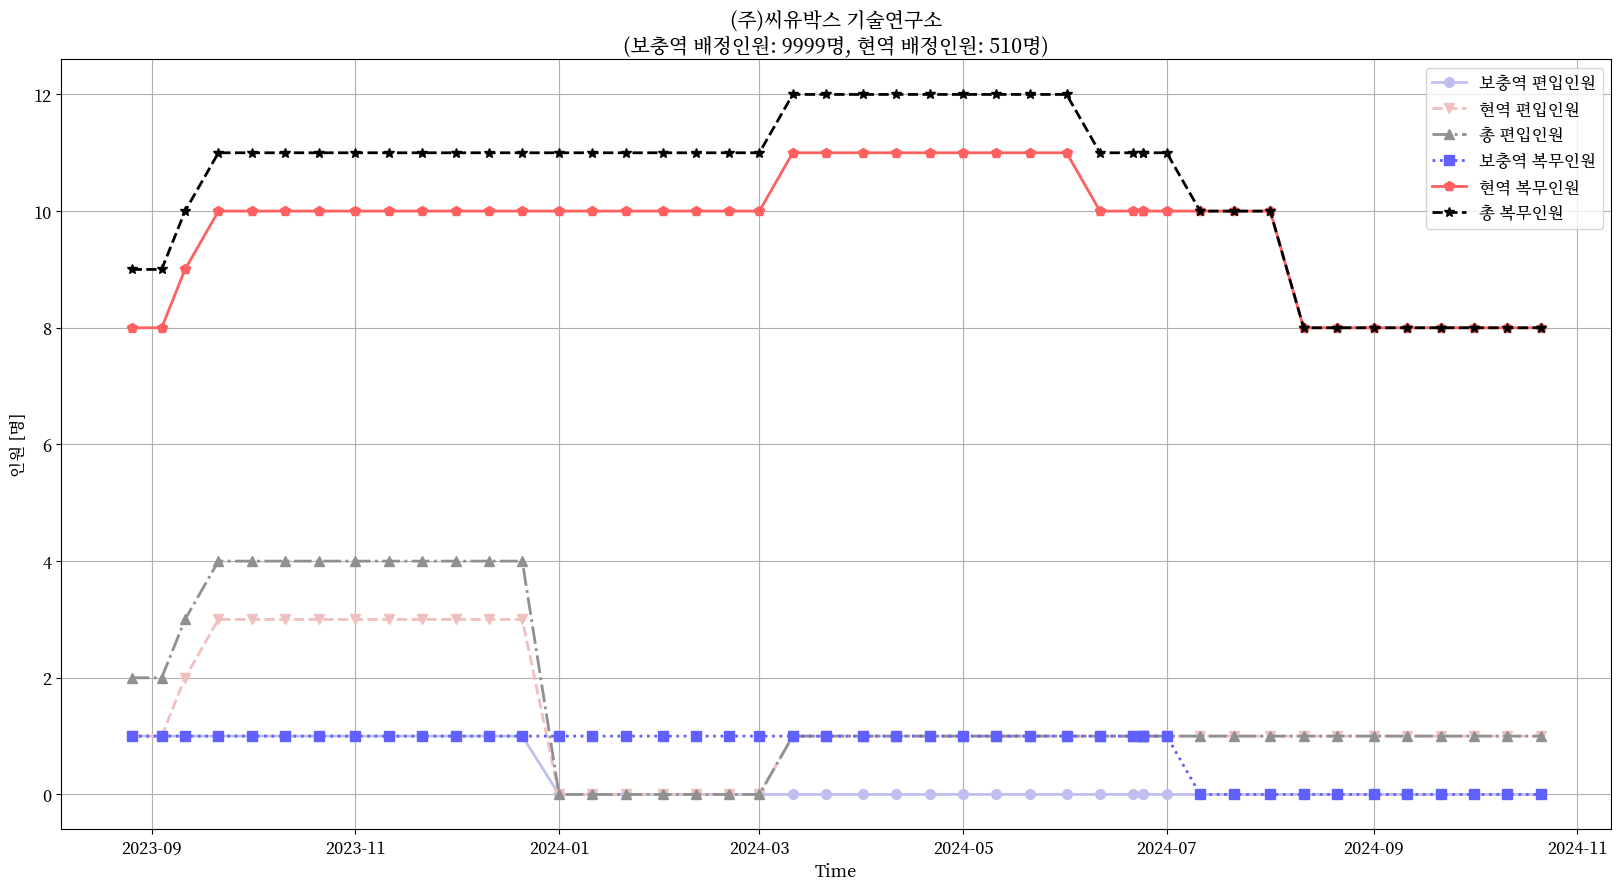 (주)씨유박스 기술연구소
(보충역 배정인원: 9999명, 현역 배정인원: 510명)
보충역 편입인원
현역 편입인원
총 편입인원
보충역 복무인원
현역 복무인원
총 복무인원
인원 [명]
12
10
8
6
4
2
0
2023-09 2023-11 2024-01 2024-03 2024-05 2024-07 2024-09 2024-11
Time